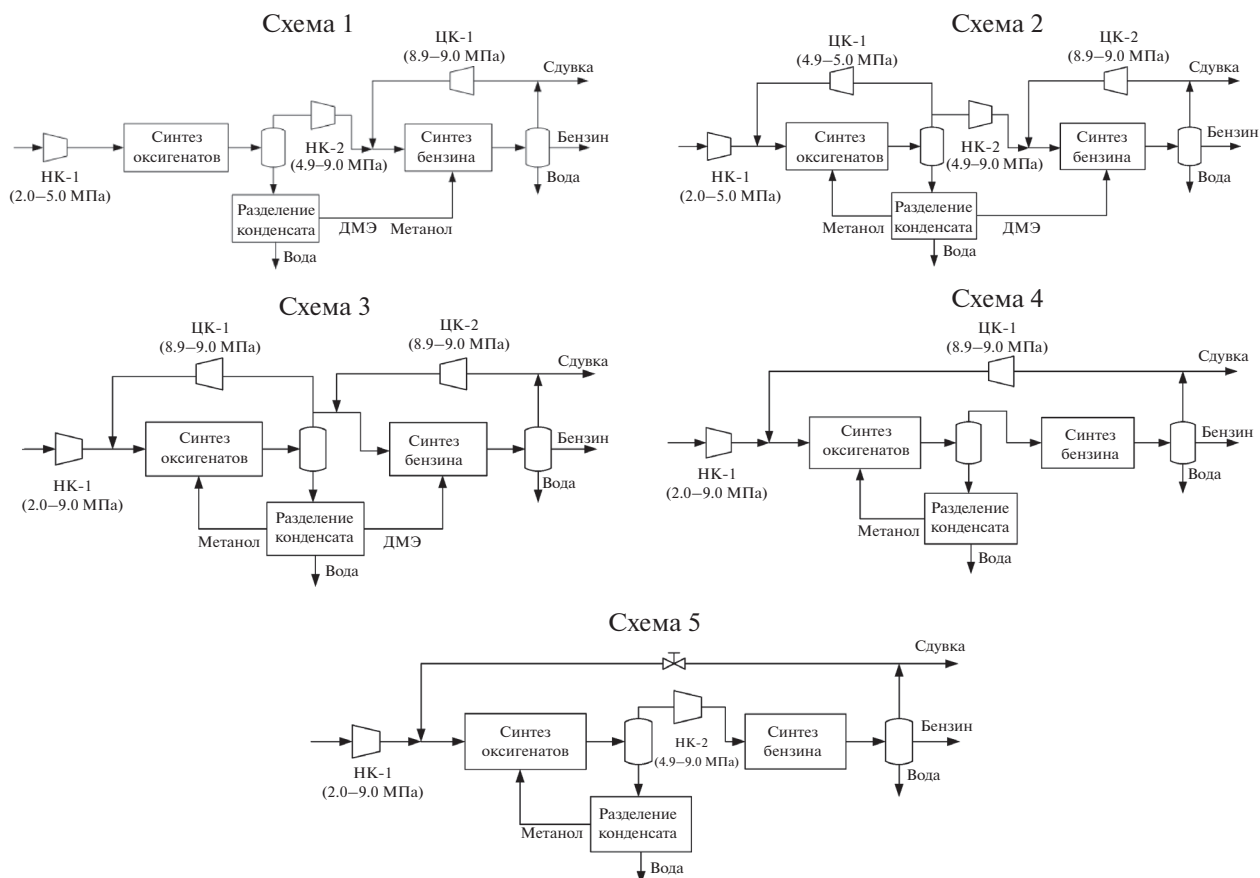 Схема 1
ЦК-1
(8.9–9.0 МПа)
Сдувка
Синтез
оксигенатов
НК-2
(4.9–9.0 МПа)
Синтез
бензина
Бензин
Вода
НК-1
(2.0–5.0 МПа)
Разделение
конденсата
ДМЭ
Метанол
Вода
Схема 2
ЦК-1
(4.9–5.0 МПа)
ЦК-2
(8.9–9.0 МПа)
Сдувка
Синтез
оксигенатов
НК-2
(4.9–9.0 МПа)
Синтез
бензина
Бензин
Вода
НК-1
(2.0–5.0 МПа)
Метанол
Разделение
конденсата
ДМЭ
Вода
Схема 3
ЦК-1
(8.9–9.0 МПа)
ЦК-2
(8.9–9.0 МПа)
Сдувка
Синтез
оксигенатов
Синтез
бензина
Бензин
Вода
НК-1
(2.0–9.0 МПа)
Метанол
Разделение
конденсата
ДМЭ
Вода
Схема 4
ЦК-1
(8.9–9.0 МПа)
Сдувка
Синтез
оксигенатов
Синтез
бензина
Бензин
Вода
НК-1
(2.0–9.0 МПа)
Метанол
Разделение
конденсата
Вода
Схема 5
Сдувка
Синтез
оксигенатов
НК-2
(4.9–9.0 МПа)
Синтез
бензина
Бензин
Вода
НК-1
(2.0–9.0 МПа)
Метанол
Разделение
конденсата
Вода